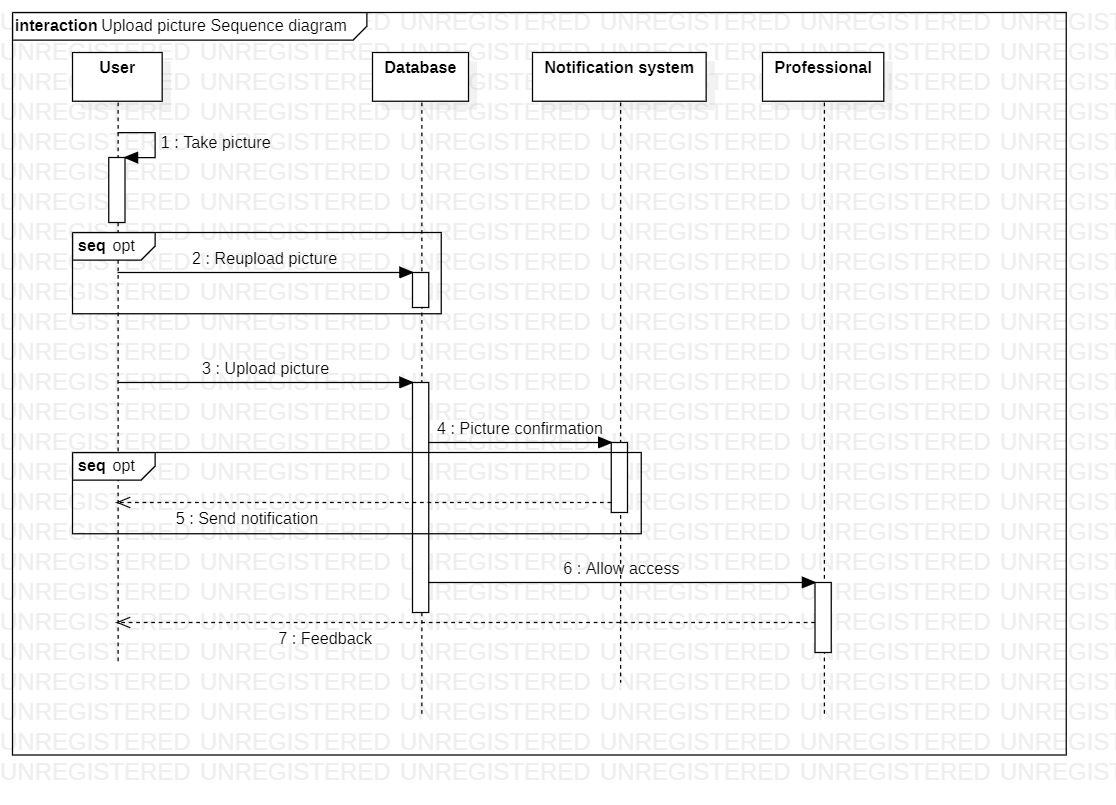 interaction Upload picture Sequence diagram
User
Database
Notification system
Professional
1 : Take picture
seq opt
2 : Reupload picture
3 : Upload picture
4 : Picture confirmation
seq opt
5 : Send notification
6 : Allow access
7 : Feedback
UNREGISTERED